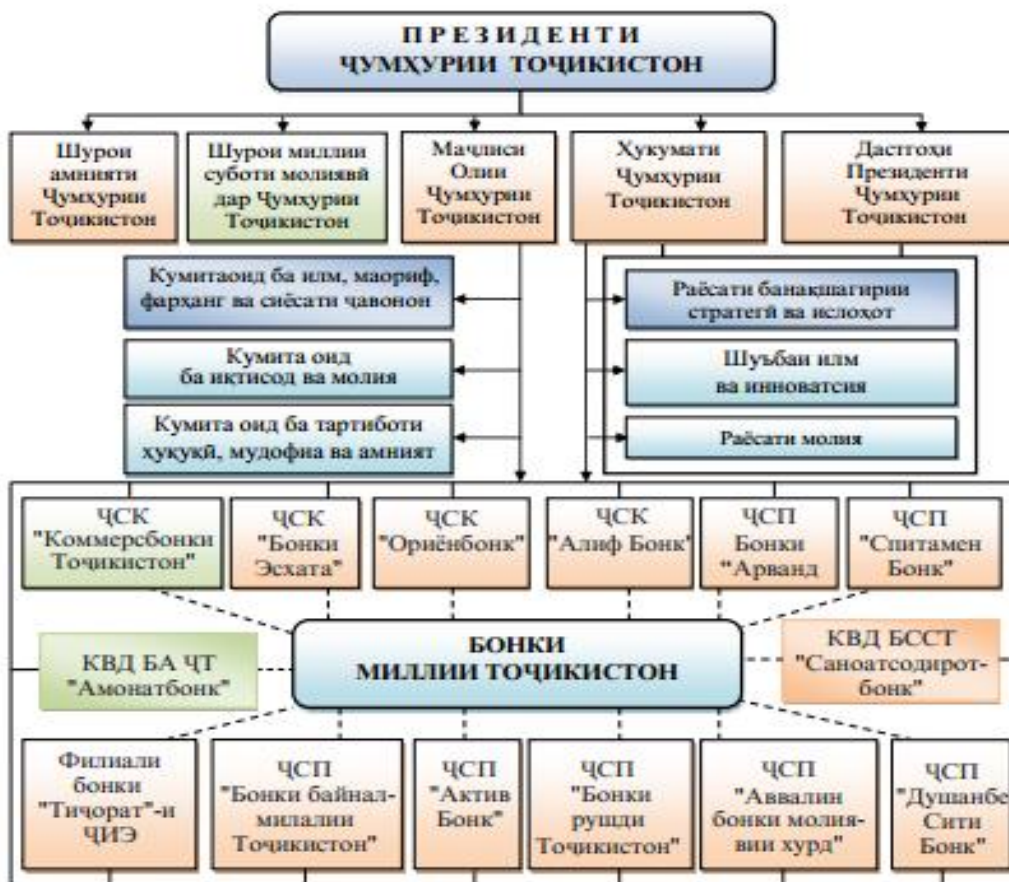 ПРЕЗИДЕНТИ
ҶУМҲУРИИ ТОҶИКИСТОН
Шурои
амнияти
Ҷумҳурии
Тоҷикистон
Шурои миллии
суботи молиявӣ
дар Ҷумҳурии
Тоҷикистон
Маҷлиси
Олии
Ҷумҳурии
Тоҷикистон
Ҳукумати
Ҷумҳурии
Тоҷикистон
Дастгоҳи
Президенти
Ҷумҳурии
Тоҷикистон
Кумитаоид ба илм, маориф,
фарҳанг ва сиёсати ҷавонон
Кумита оид
ба иқтисод ва молия
Кумита оид ба тартиботи
ҳуқуқӣ, мудофиа ва амният
Раёсати банақшагирии
стратегӣ ва ислоҳот
Шуъбаи илм
ва инноватсия
Раёсати молия
ҶСК
"Коммерсбонки
Тоҷикистон"
ҶСК
"Бонки
Эсхата"
ҶСК
"Ориёнбонк"
ҶСК
"Алиф Бонк"
ҶСП
Бонки
"Арванд
ҶСП
"Спитамен
Бонк"
КВД БА ҶТ
"Амонатбонк"
БОНКИ
МИЛЛИИ ТОҶИКИСТОН
КВД БССТ
"Саноатсодирот-
бонк"
Филиали
бонки
"Тиҷорат"-и
ҶИЭ
ҶСП
"Бонки байнал-
милалии
Тоҷикистон"
ҶСП
"Актив
Бонк"
ҶСП
"Бонки
рушди
Тоҷикистон"
ҶСП
"Аввалин
бонки молия-
вии хурд"
ҶСП
"Душанбе
Сити
Бонк"